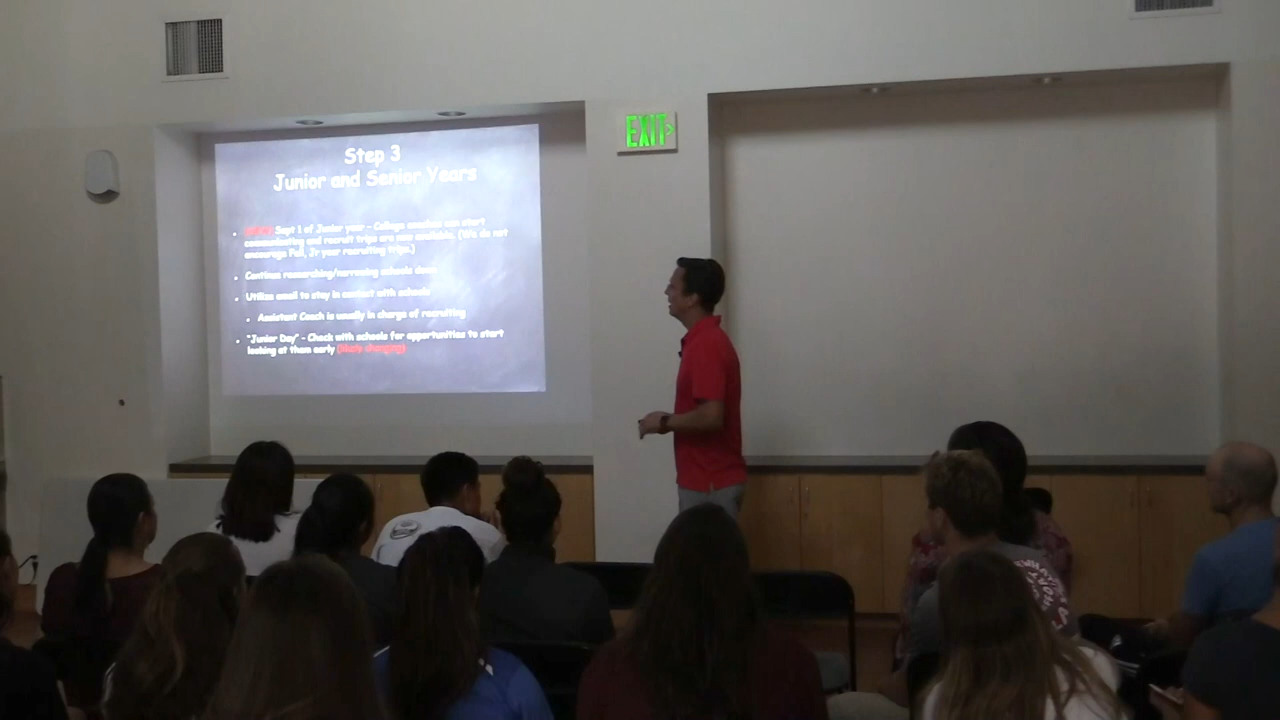 EXIT
Step 3
Junior and Senior Years
Sept 1 of Junior year - College coaches can start
communicating and recruit trips are now available. (We do not
encourage Fall, Jr year recruiting trips.)
Continue researching/narrowing schools down
Utilize email to stay in contact with schools
Assistant Coach is usually in charge of recruiting
"Junior Day" - Check with schools for opportunities to start
looking at them early (
changing)